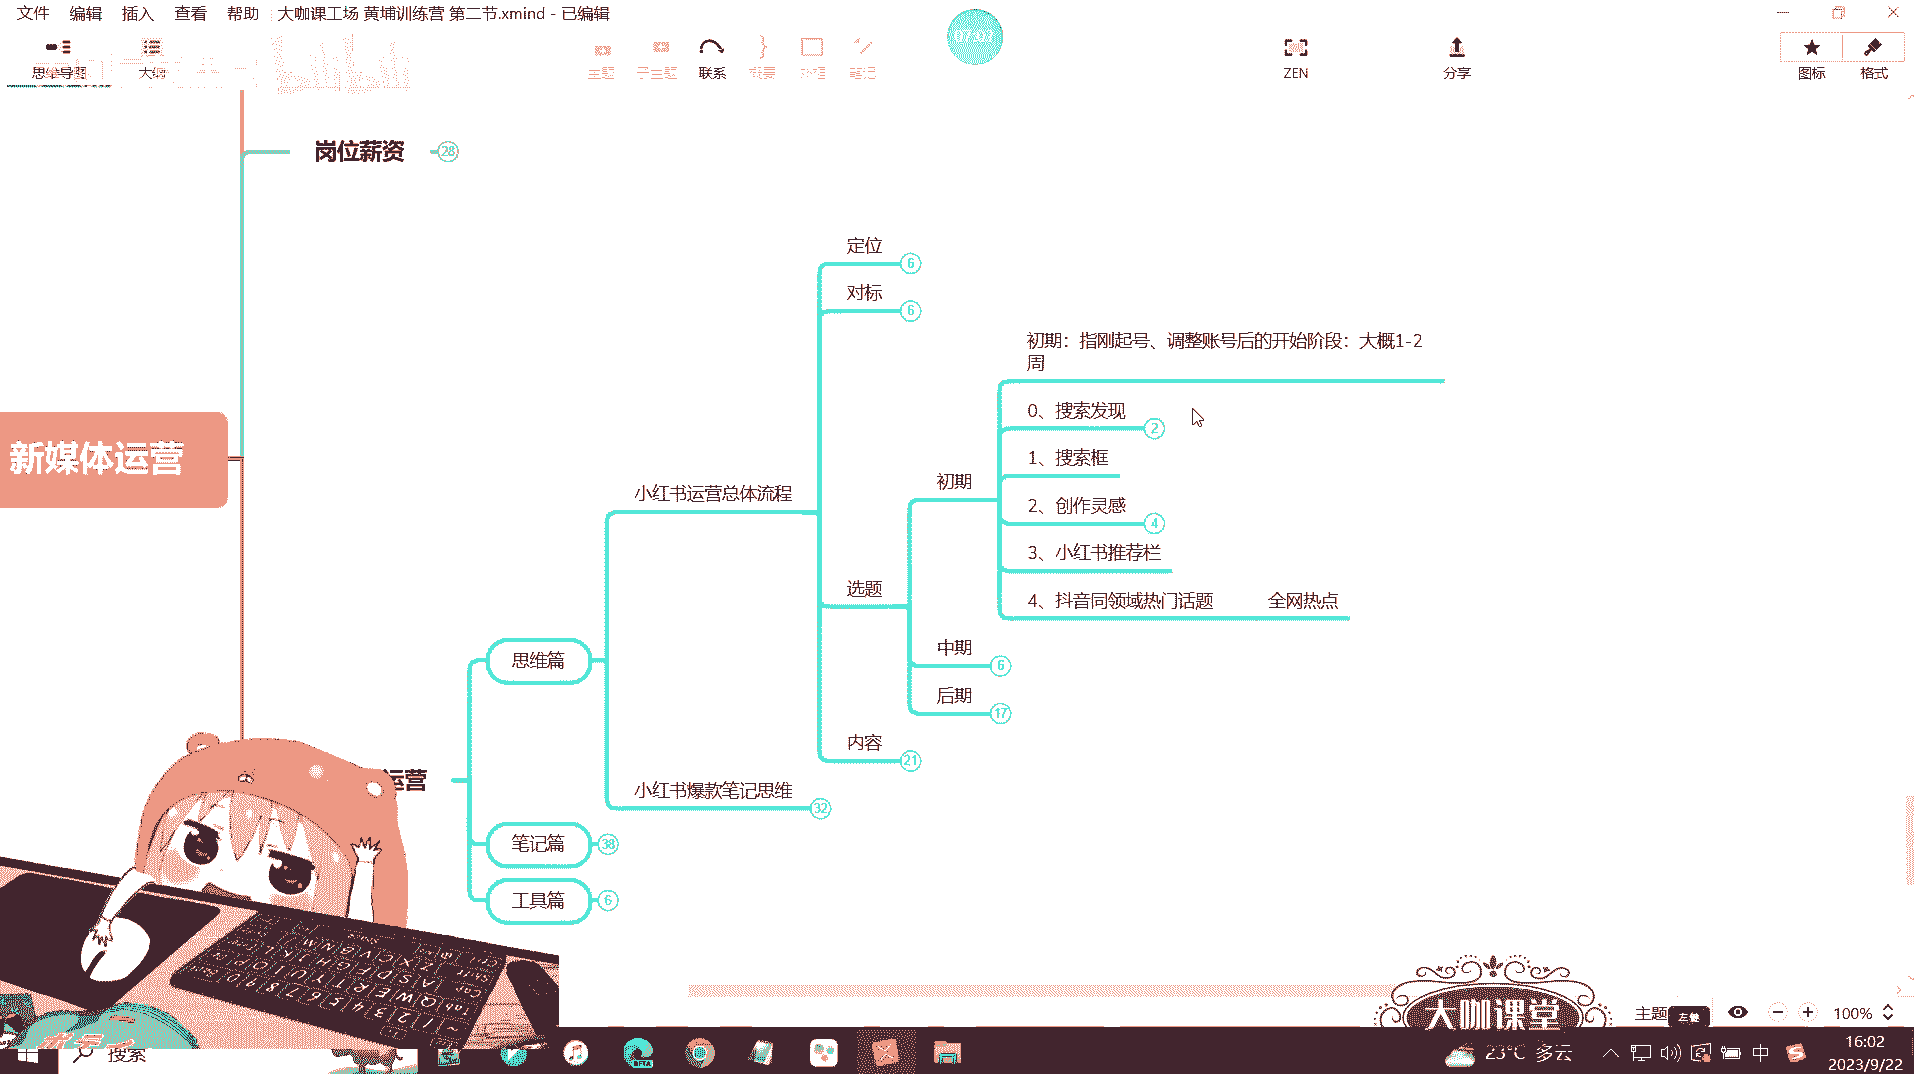 文件 编辑 插入 查看 帮助 大咖课工场 黄埔训练营 第二节.xmind - 已编辑
思维导图 大纲 主题 子主题 联系 概要 外框 笔记 ZEN 分享 图标 格式
07:03
岗位薪资 28
定位 6
对标 6
初期：指刚起号、调整账号后的开始阶段：大概1-2
周
0、搜索发现 2
1、搜索框
初期
小红书运营总体流程
2、创作灵感 4
3、小红书推荐栏
选题
4、抖音同领域热门话题 全网热点
新媒体运营
中期 6
思维篇
后期 17
内容 21
运营
小红书爆款笔记思维 32
笔记篇 38
工具篇 6
大咖课堂
主题
左键
100%
搜索
BETA
23°C 多云
中
16:02
2023/9/22